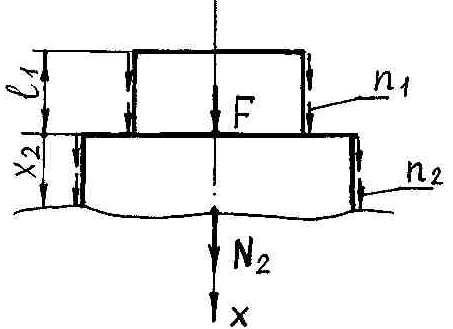 ℓ₁
F
n₁
x₂
n₂
N₂
x